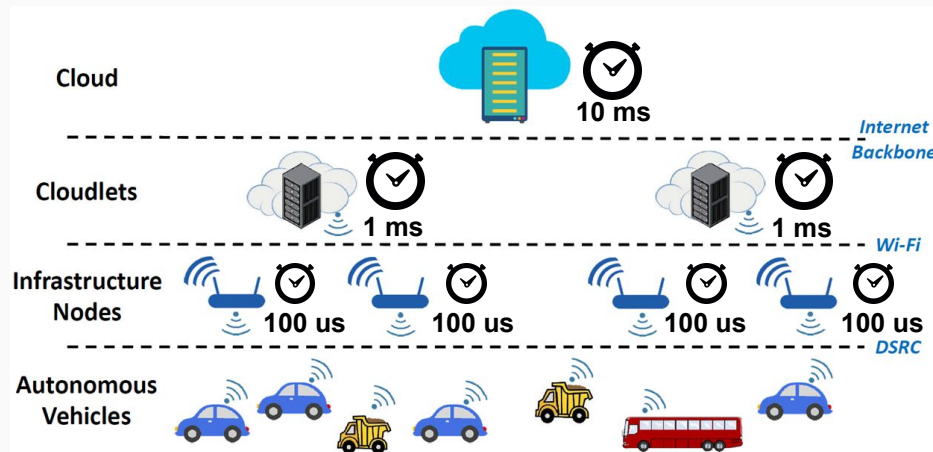 Cloud
10 ms
Internet
Backbone
Cloudlets
1 ms
1 ms
Wi-Fi
Infrastructure
Nodes
100 us
100 us
100 us
100 us
DSRC
Autonomous
Vehicles